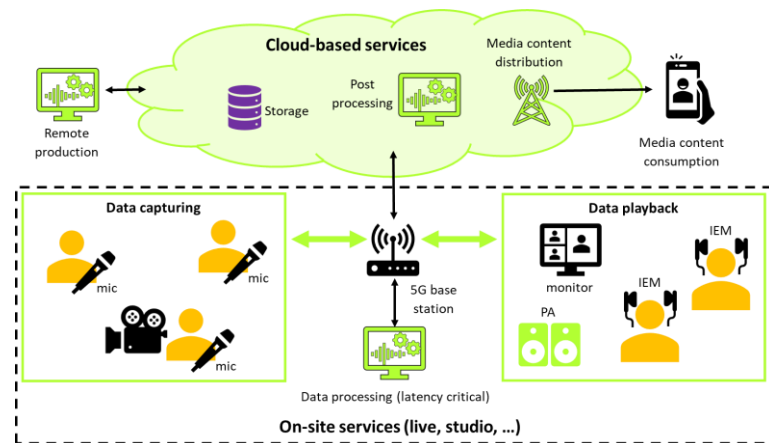 Cloud-based services
Media content
distribution
Post
processing
Storage
Remote
production
Media content
consumption
Data capturing
mic
mic
mic
5G base
station
Data processing (latency critical)
Data playback
IEM
monitor
IEM
PA
On-site services (live, studio, ...)